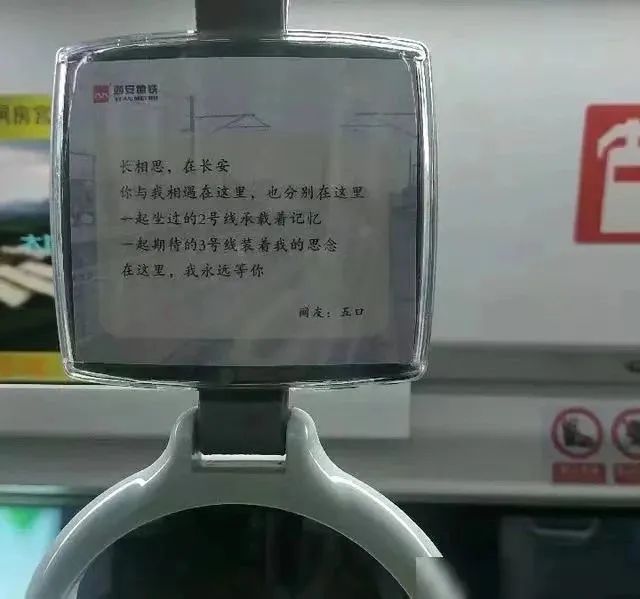 西安地铁
XI'AN METRO
长相思，在长安
你与我相遇在这里，也分别在这里
一起坐过的2号线承载着记忆
一起期待的3号线装着我的思念
在这里，我永远等你
网友：五口